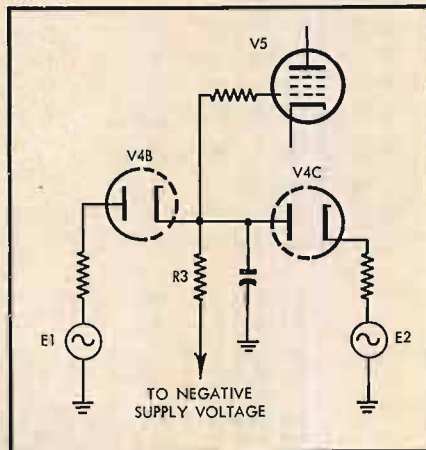 V5
V4B
V4C
R3
E1
E2
TO NEGATIVE
SUPPLY VOLTAGE